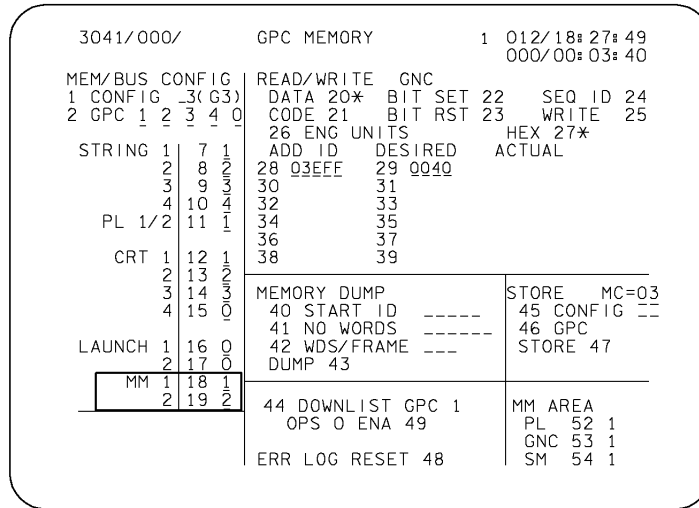 3041/000/ GPC MEMORY 1 012/18:27:49
000/00:03:40
MEM/BUS CONFIG READ/WRITE GNC
1 CONFIG _3(G3) DATA 20* BIT SET 22 SEQ ID 24
2 GPC 1 2 3 4 0 CODE 21 BIT RST 23 WRITE 25
26 ENG UNITS HEX 27*
STRING 1 7 1 ADD ID DESIRED ACTUAL
2 8 2 28 03EFF 29 0040
3 9 3 30 31
4 10 4 32 33
PL 1/2 11 1 34 35
36 37
CRT 1 12 1 38 39
2 13 2
3 14 3 MEMORY DUMP STORE MC=03
4 15 0 40 START ID _____ 45 CONFIG __
41 NO WORDS ______ 46 GPC
LAUNCH 1 16 0 42 WDS/FRAME ___ STORE 47
2 17 0 DUMP 43
MM 1 18 1
2 19 2 44 DOWNLIST GPC 1 MM AREA
OPS 0 ENA 49 PL 52 1
GNC 53 1
ERR LOG RESET 48 SM 54 1